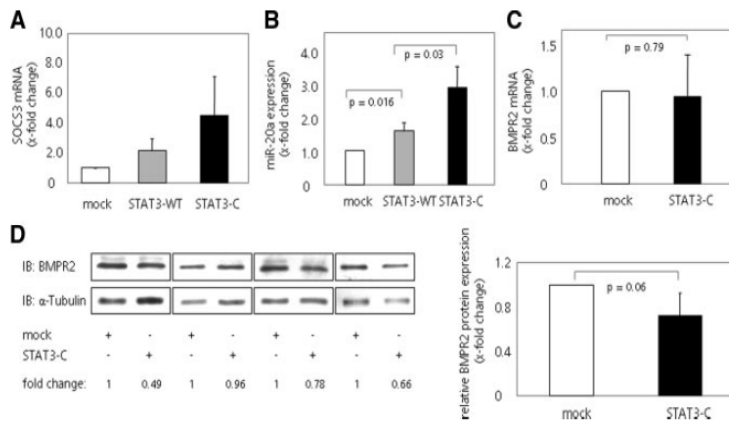 A
SOCS3 mRNA
(x-fold change)
10.0
8.0
6.0
4.0
2.0
0
mock STAT3-WT STAT3-C
B
miR-20a expression
(x-fold change)
4.0
3.0
2.0
1.0
0
p = 0.016
p = 0.03
mock STAT3-WT STAT3-C
C
BMPR2 mRNA
(x-fold change)
1.5
1.0
0.5
0
p = 0.79
mock STAT3-C
D
IB: BMPR2
IB: α-Tubulin
mock + - + - + - + -
STAT3-C - + - + - + - +
fold change: 1 0.49 1 0.96 1 0.78 1 0.66
relative BMPR2 protein expression
(x-fold change)
1.2
0.8
0.4
0
p = 0.06
mock STAT3-C